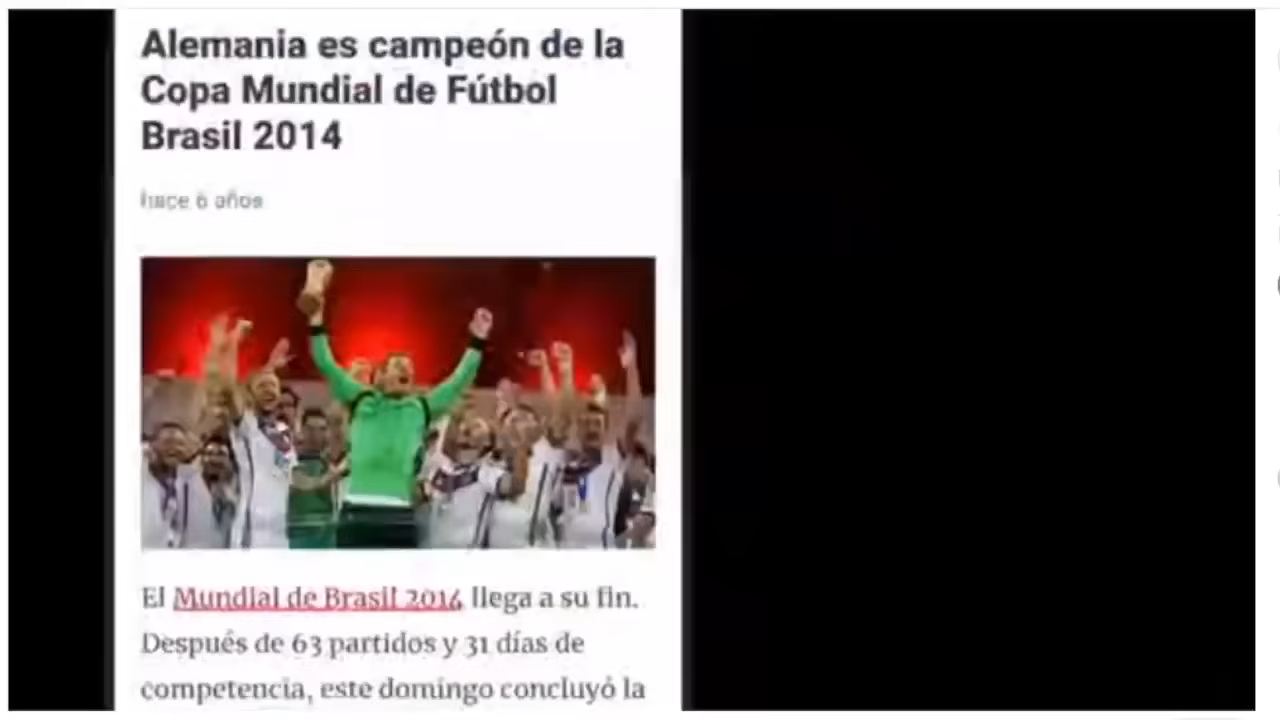 Alemania es campeón de la
Copa Mundial de Fútbol
Brasil 2014
hace 6 años
El Mundial de Brasil 2014 llega a su fin.
Después de 63 partidos y 31 días de
competencia, este domingo concluyó la